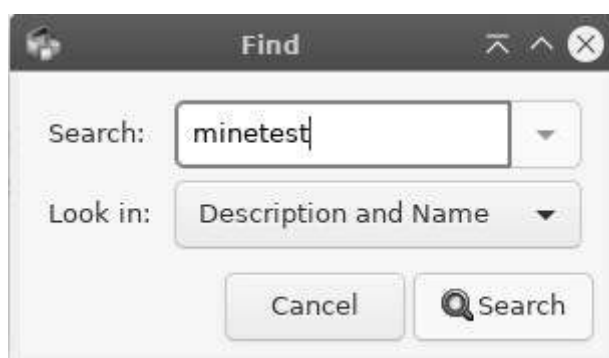 Find
Search: minetest
Look in: Description and Name
Cancel Search